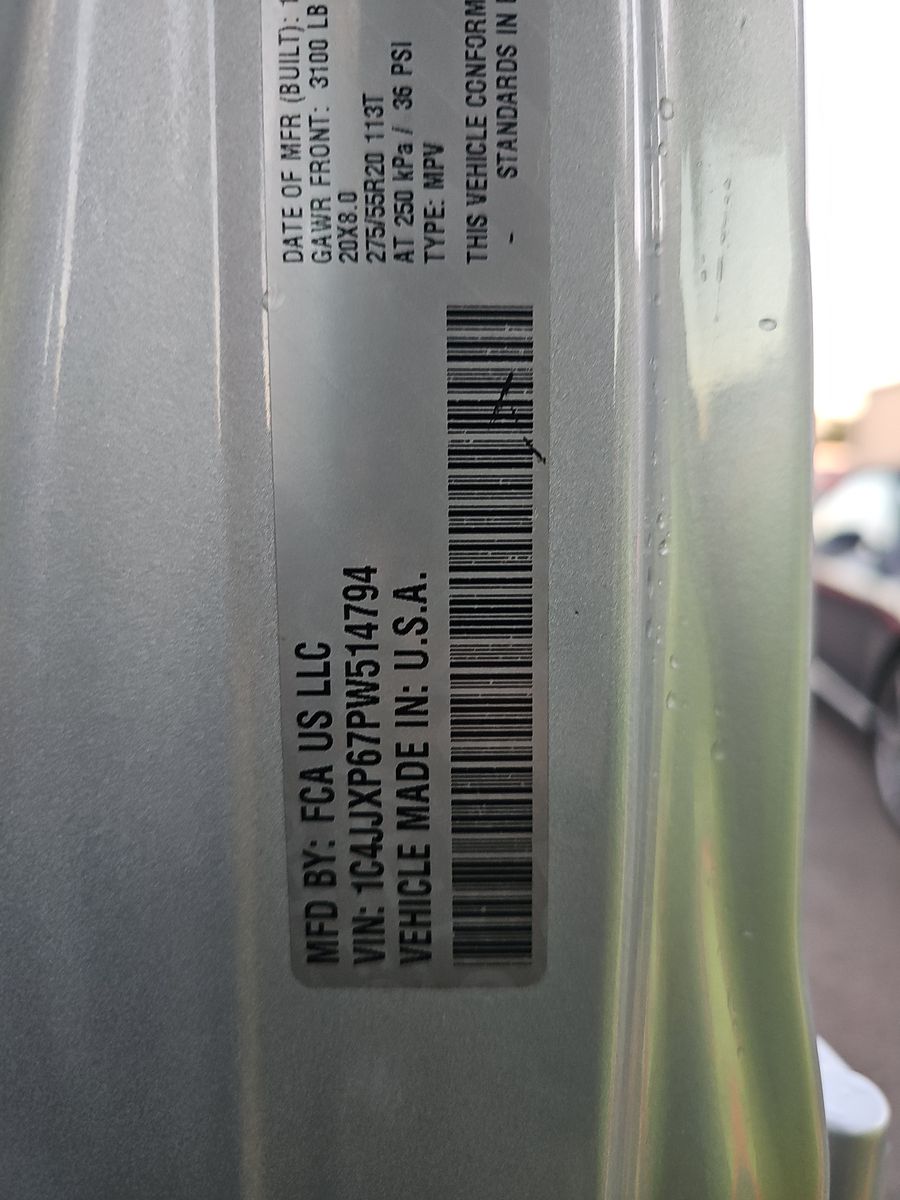 MFD BY: FCA US LLC
VIN: 1C4JJXP67PW514794
VEHICLE MADE IN: U.S.A.
DATE OF MFR (BUILT): 1
GAWR FRONT: 3100 LB
20X8.0
275/55R20 113T
AT 250 kPa / 36 PSI
TYPE: MPV
THIS VEHICLE CONFORM
- STANDARDS IN